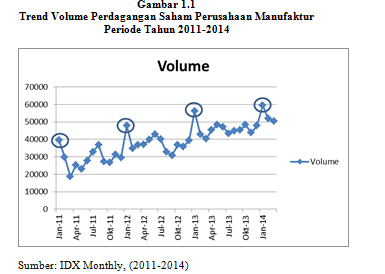 Gambar 1.1
Trend Volume Perdagangan Saham Perusahaan Manufaktur
Periode Tahun 2011-2014
Volume
70000
60000
50000
40000
30000
20000
10000
0
Jan-11
Apr-11
Jul-11
Okt-11
Jan-12
Apr-12
Jul-12
Okt-12
Jan-13
Apr-13
Jul-13
Okt-13
Jan-14
Volume
Sumber: IDX Monthly, (2011-2014)